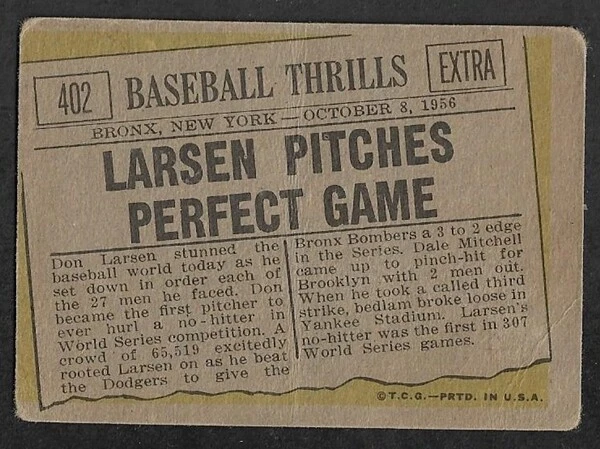 402
BASEBALL THRILLS
EXTRA
BRONX, NEW YORK—OCTOBER 8, 1956
LARSEN PITCHES
PERFECT GAME
Don Larsen stunned the
baseball world today as he
set down in order each of
the 27 men he faced. Don
became the first pitcher to
ever hurl a no-hitter in
World Series competition. A
crowd of 65,519 excitedly
rooted Larsen on as he beat
the Dodgers to give the
Bronx Bombers a 3 to 2 edge
in the Series. Dale Mitchell
came up to pinch-hit for
Brooklyn with 2 men out.
When he took a called third
strike, bedlam broke loose in
Yankee Stadium. Larsen's
no-hitter was the first in 307
World Series games.
©T.C.G.—PRTD. IN U.S.A.